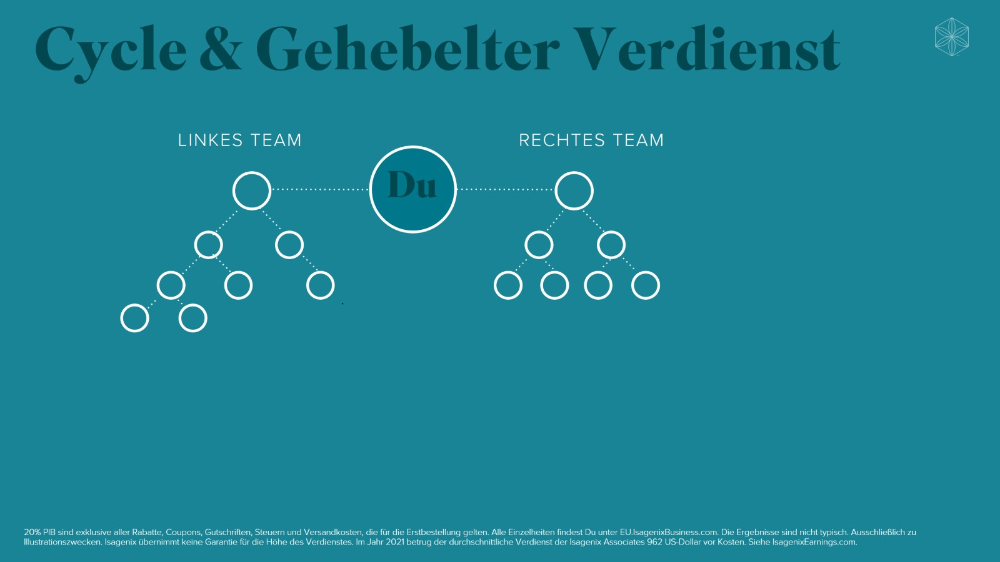 Cycle & Gehebelter Verdienst
LINKES TEAM
RECHTES TEAM
Du
20% PIB sind exklusive aller Rabatte, Coupons, Gutschriften, Steuern und Versandkosten, die für die Erstbestellung gelten. Alle Einzelheiten findest Du unter EU.IsagenixBusiness.com. Die Ergebnisse sind nicht typisch. Ausschließlich zu
Illustrationszwecken. Isagenix übernimmt keine Garantie für die Höhe des Verdienstes. Im Jahr 2021 betrug der durchschnittliche Verdienst der Isagenix Associates 962 US-Dollar vor Kosten. Siehe IsagenixEarnings.com.